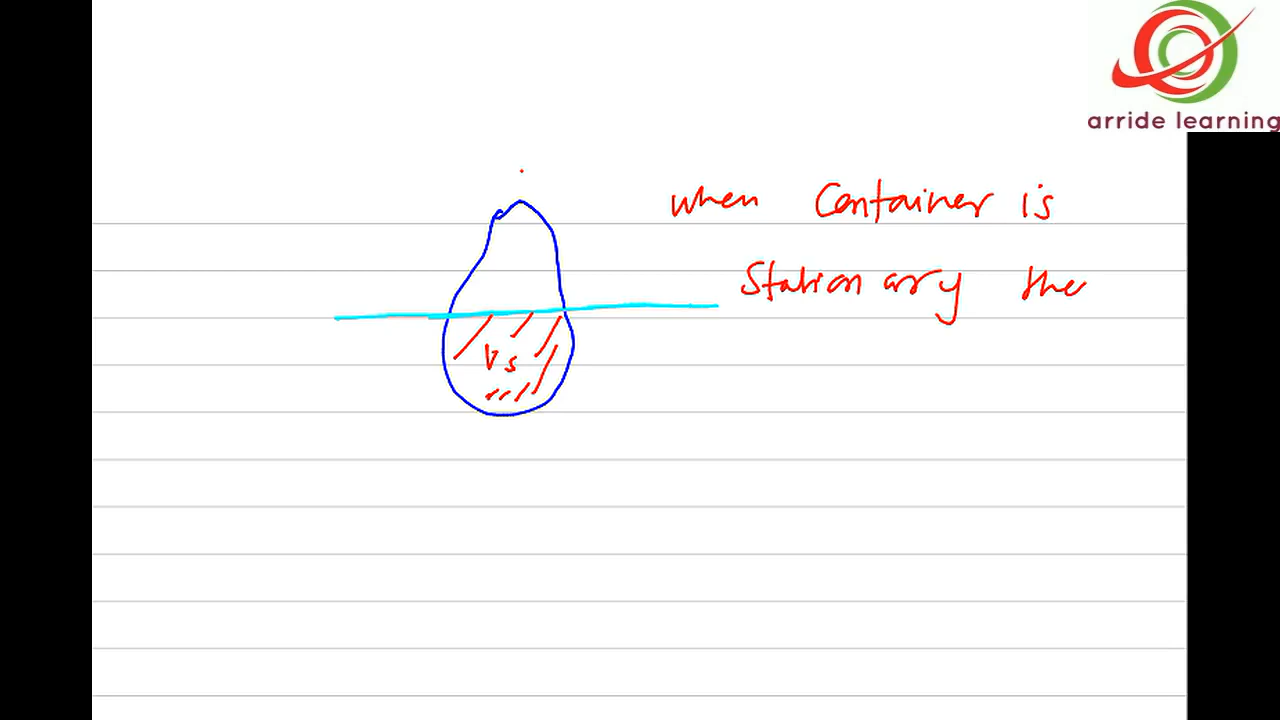 arride learning
when Container is
Stationary the
Vs